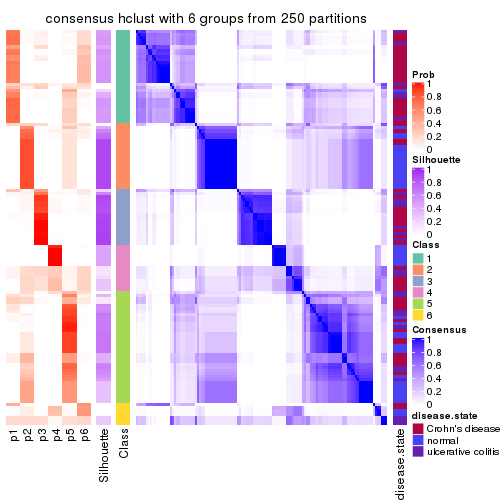 consensus hclust with 6 groups from 250 partitions
Prob
1
0.8
0.6
0.4
0.2
0
Silhouette
1
0.8
0.6
0.4
0.2
0
Class
1
2
3
4
5
6
Consensus
1
0.8
0.6
0.4
0.2
0
disease.state
Crohn's disease
normal
ulcerative colitis
p1
p2
p3
p4
p5
p6
Silhouette
Class
disease.state